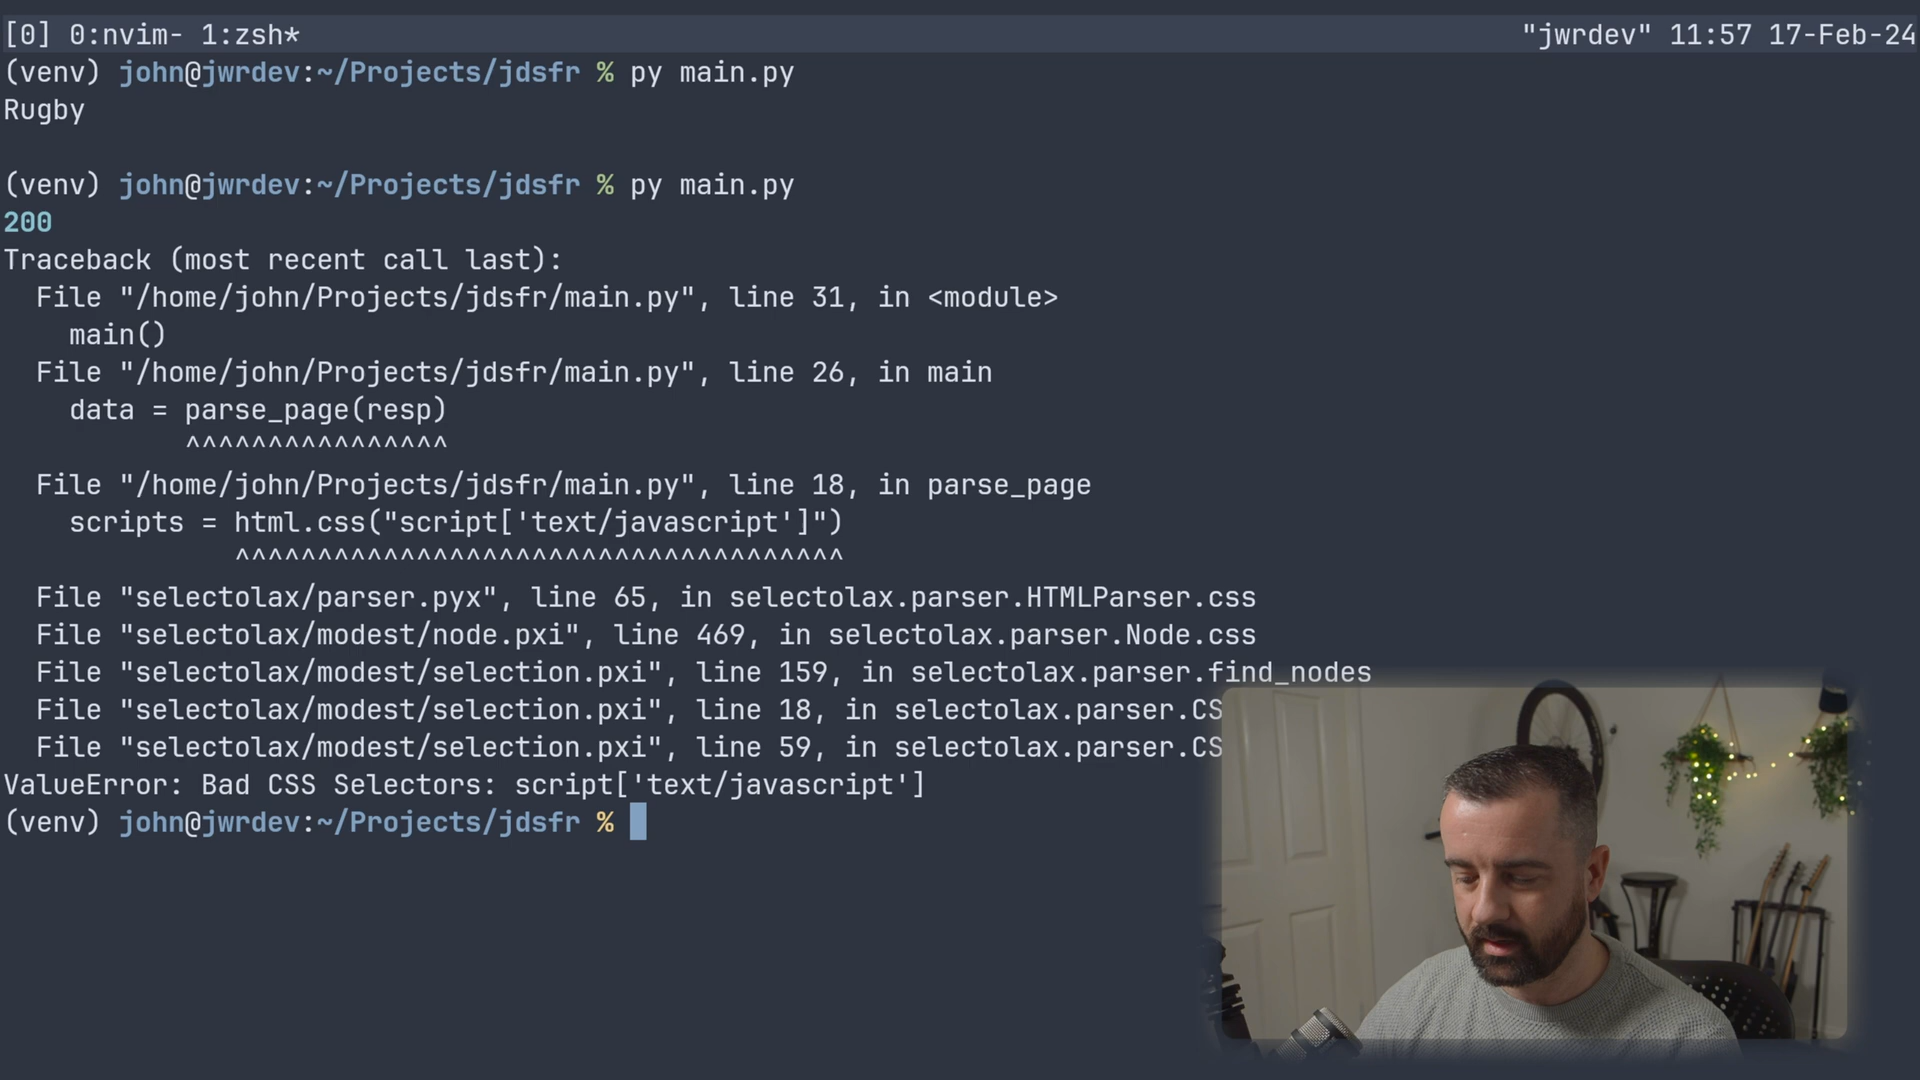 [0] 0:nvim- 1:zsh* "jwrdev" 11:57 17-Feb-24
(venv) john@jwrdev:~/Projects/jdsfr % py main.py
Rugby
(venv) john@jwrdev:~/Projects/jdsfr % py main.py
200
Traceback (most recent call last):
  File "/home/john/Projects/jdsfr/main.py", line 31, in <module>
    main()
  File "/home/john/Projects/jdsfr/main.py", line 26, in main
    data = parse_page(resp)
           ^^^^^^^^^^^^^^^^
  File "/home/john/Projects/jdsfr/main.py", line 18, in parse_page
    scripts = html.css("script['text/javascript']")
              ^^^^^^^^^^^^^^^^^^^^^^^^^^^^^^^^^^^^^
  File "selectolax/parser.pyx", line 65, in selectolax.parser.HTMLParser.css
  File "selectolax/modest/node.pxi", line 469, in selectolax.parser.Node.css
  File "selectolax/modest/selection.pxi", line 159, in selectolax.parser.find_nodes
  File "selectolax/modest/selection.pxi", line 18, in selectolax.parser.CS
  File "selectolax/modest/selection.pxi", line 59, in selectolax.parser.CS
ValueError: Bad CSS Selectors: script['text/javascript']
(venv) john@jwrdev:~/Projects/jdsfr %